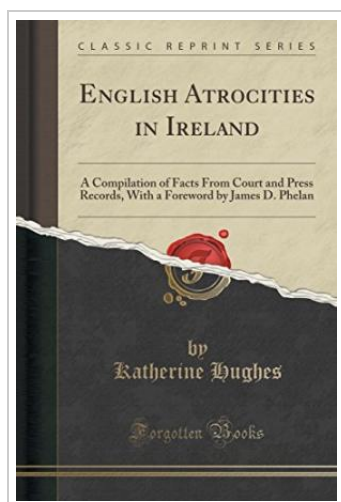 CLASSIC REPRINT SERIES
ENGLISH ATROCITIES
IN IRELAND
A Compilation of Facts From Court and Press
Records, With a Foreword by James D. Phelan
by
Katherine Hughes
Forgotten Books